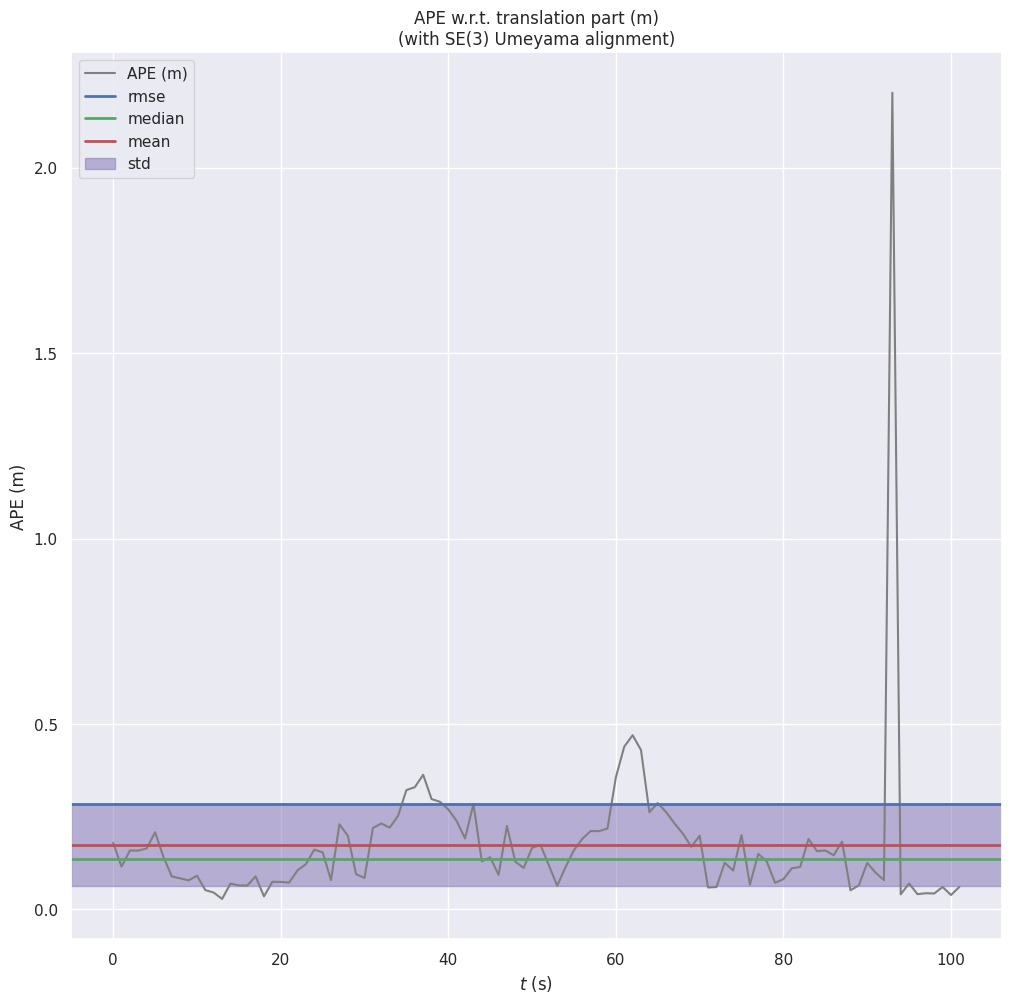 APE w.r.t. translation part (m)
(with SE(3) Umeyama alignment)
APE (m)
rmse
median
mean
std
APE (m)
2.0
1.5
1.0
0.5
0.0
0
20
40
60
80
100
t (s)